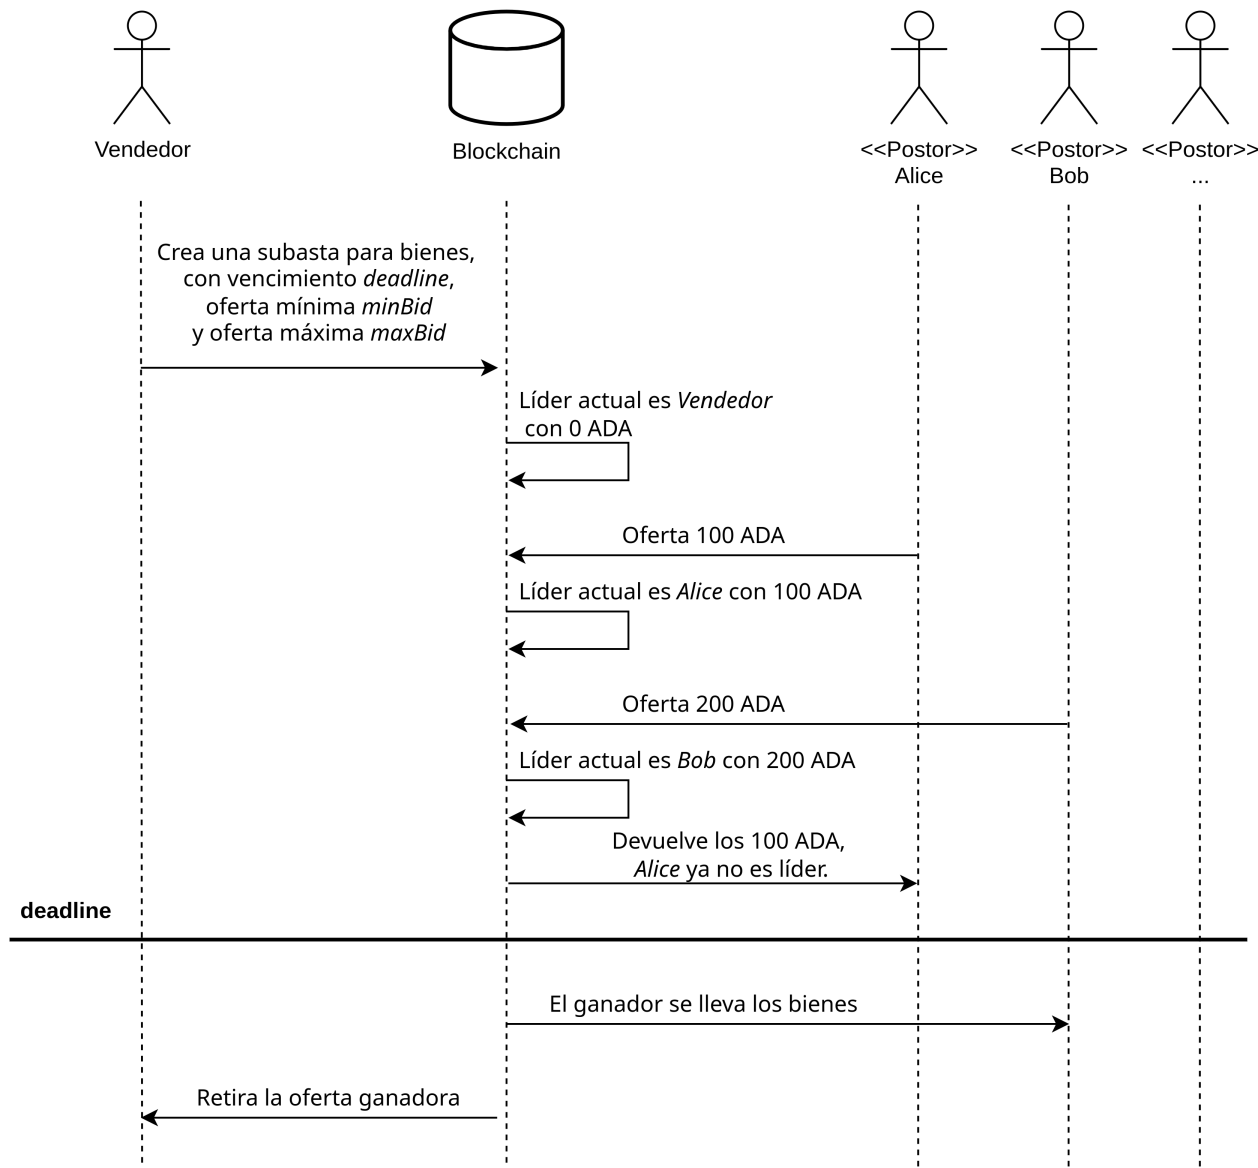 Vendedor
Blockchain
<<Postor>>
Alice
<<Postor>>
Bob
<<Postor>>
...
Crea una subasta para bienes,
con vencimiento deadline,
oferta mínima minBid
y oferta máxima maxBid
Líder actual es Vendedor
con 0 ADA
Oferta 100 ADA
Líder actual es Alice con 100 ADA
Oferta 200 ADA
Líder actual es Bob con 200 ADA
Devuelve los 100 ADA,
Alice ya no es líder.
deadline
El ganador se lleva los bienes
Retira la oferta ganadora